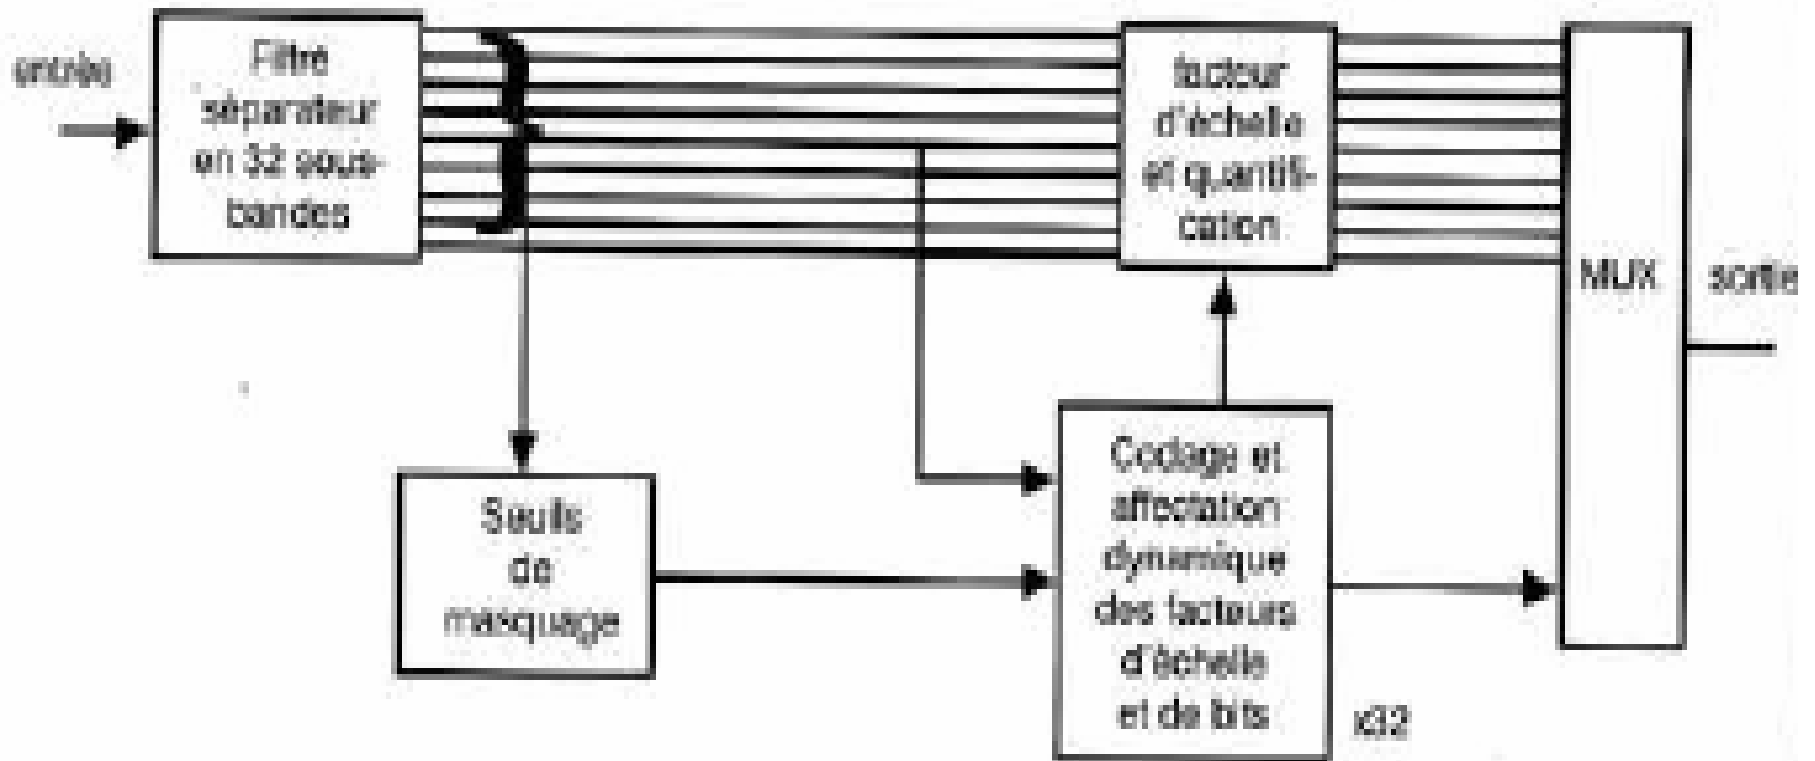 entrée
Filtre
séparateur
en 32 sous-
bandes
facteur
d'échelle
et quantifi-
cation
MUX
sortie
Seuils
de
masquage
Codage et
affectation
dynamique
des facteurs
d'échelle
et de bits
x32